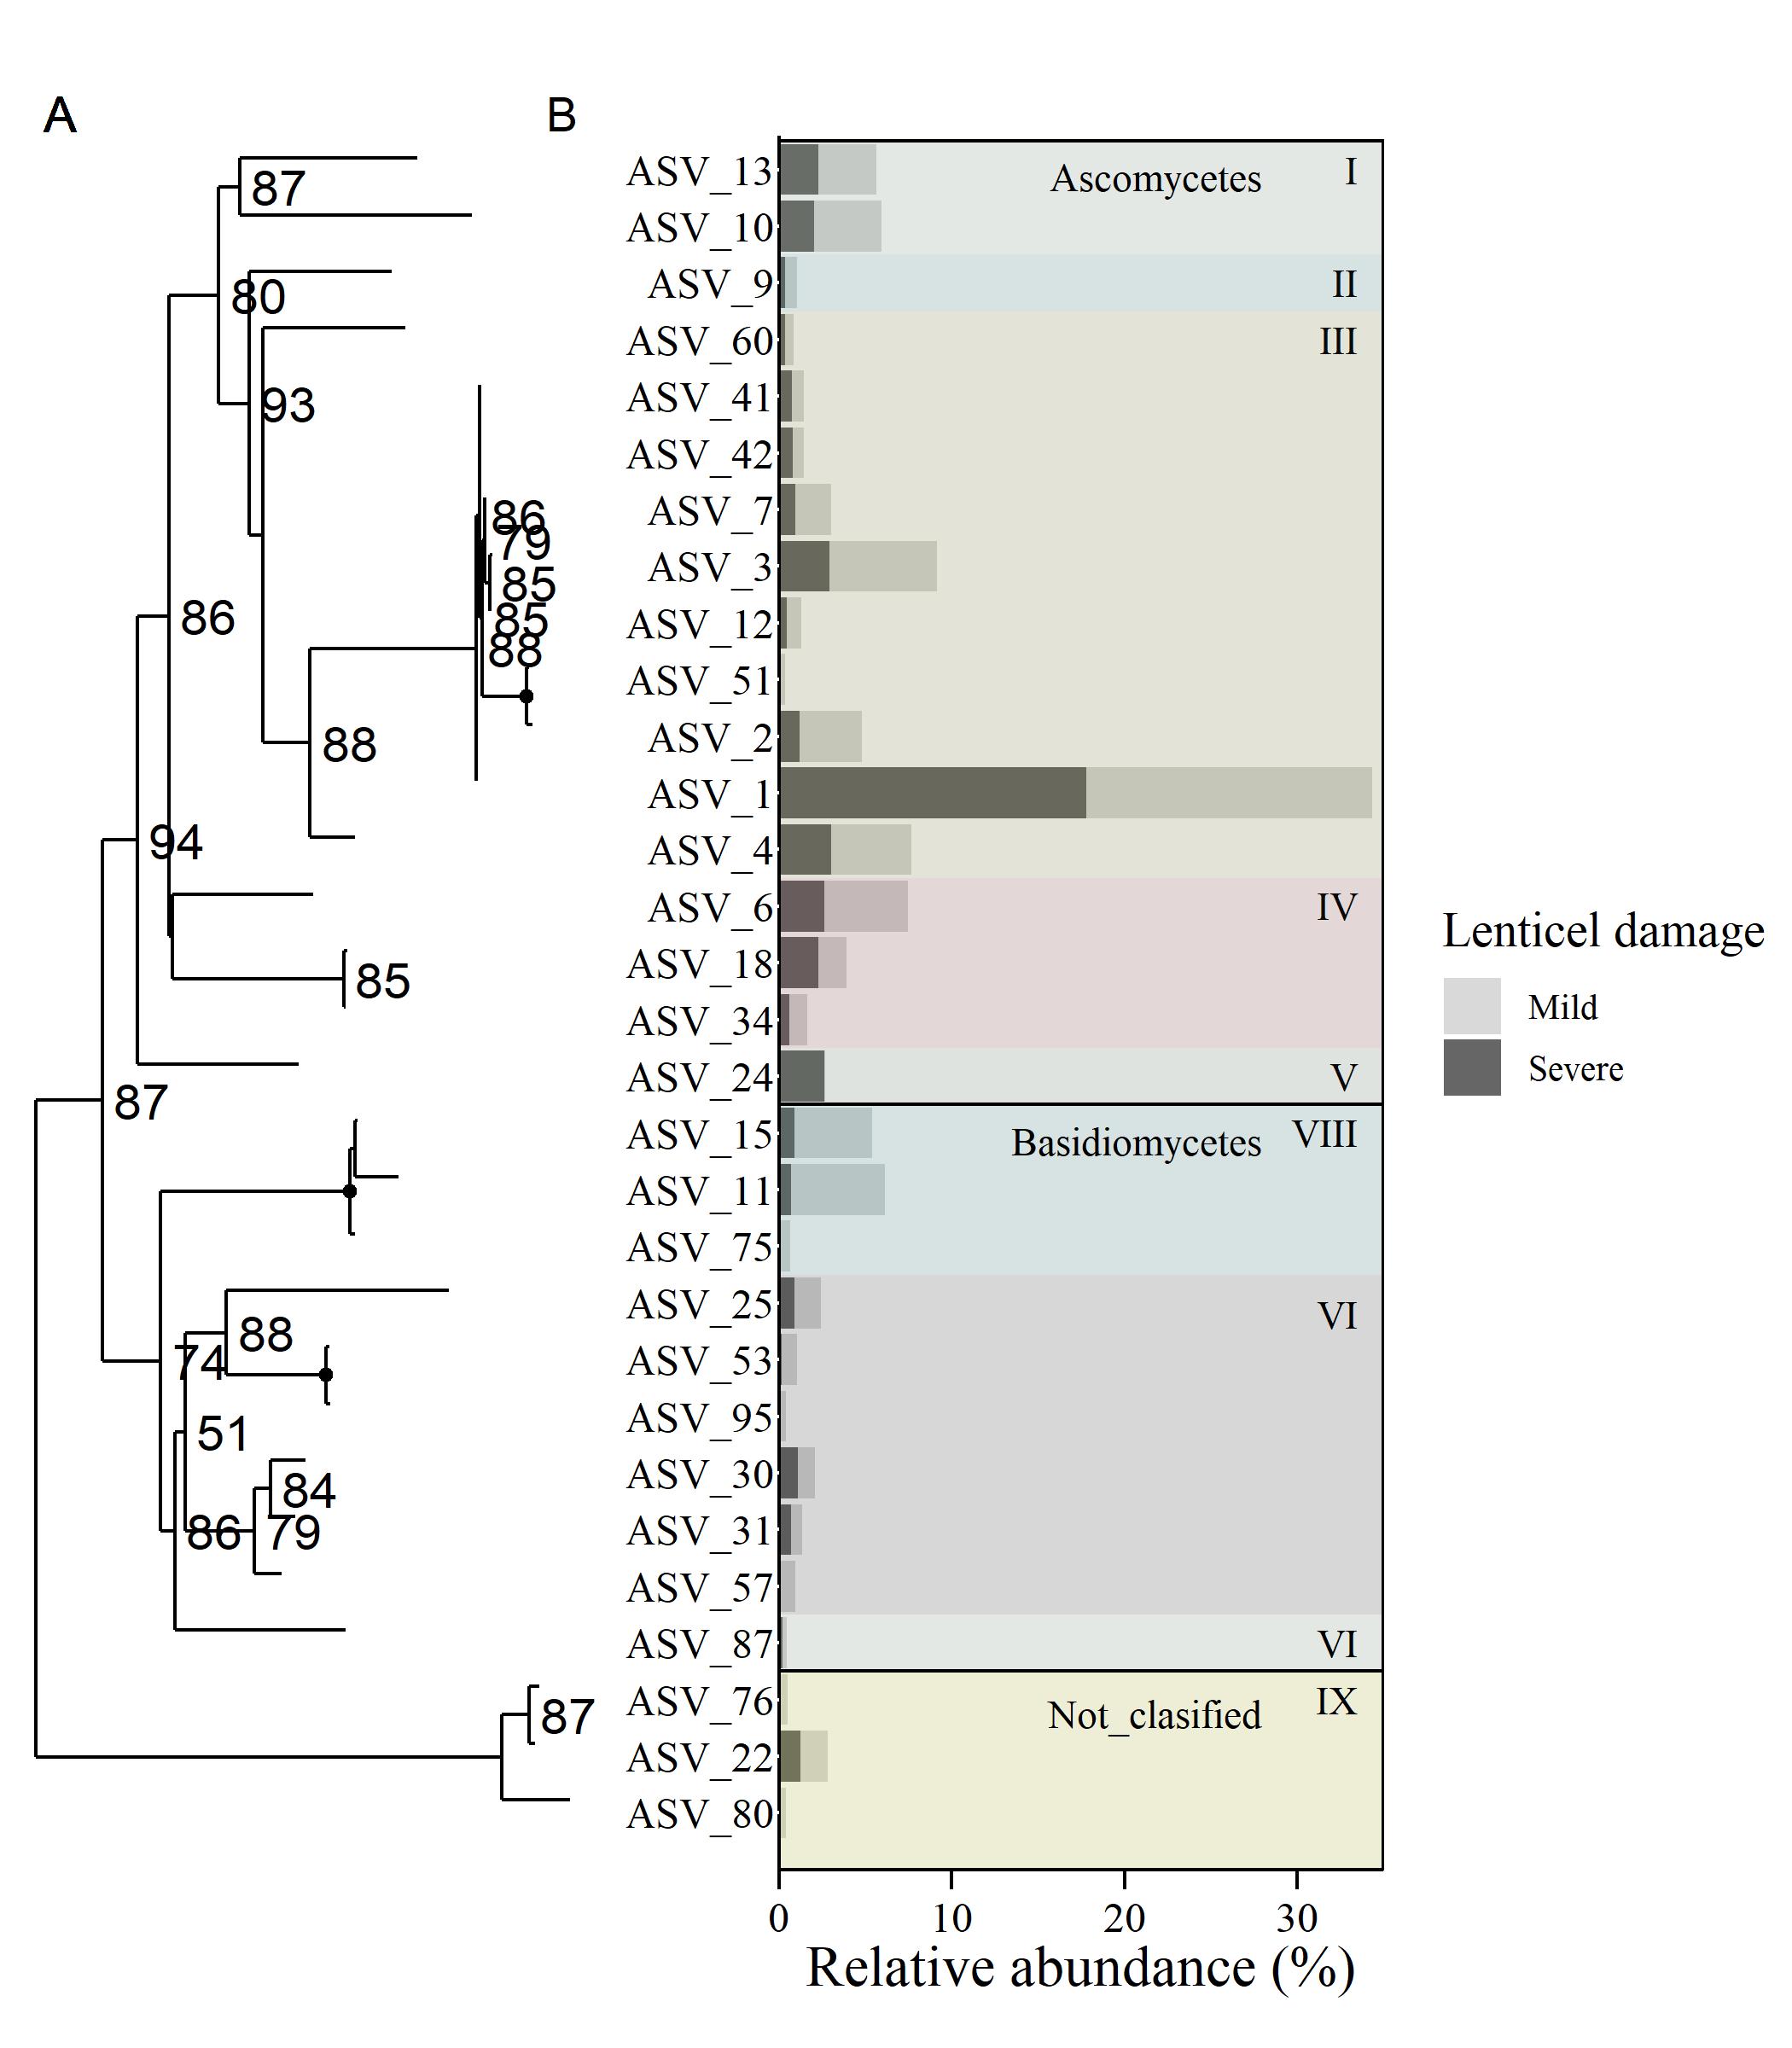 A
B
87
80
93
86
79
85
85
88
86
88
94
85
87
88
74
51
84
86
79
87
ASV_13
ASV_10
ASV_9
ASV_60
ASV_41
ASV_42
ASV_7
ASV_3
ASV_12
ASV_51
ASV_2
ASV_1
ASV_4
ASV_6
ASV_18
ASV_34
ASV_24
ASV_15
ASV_11
ASV_75
ASV_25
ASV_53
ASV_95
ASV_30
ASV_31
ASV_57
ASV_87
ASV_76
ASV_22
ASV_80
Ascomycetes I
II
III
IV
V
Basidiomycetes VIII
VI
VI
Not_clasified IX
0 10 20 30
Relative abundance (%)
Lenticel damage
Mild
Severe